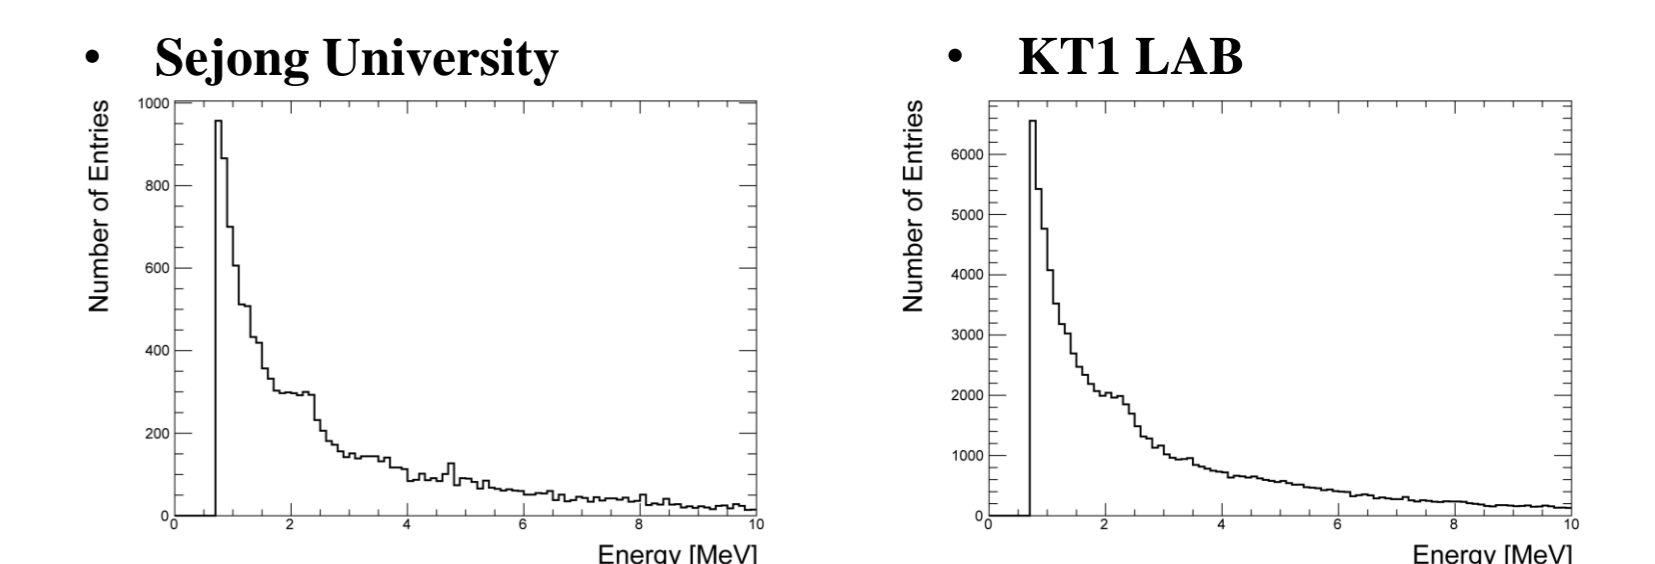 • Sejong University
Number of Entries
1000
800
600
400
200
0
0 2 4 6 8 10
Energy [MeV]
• KT1 LAB
Number of Entries
6000
5000
4000
3000
2000
1000
0
0 2 4 6 8 10
Energy [MeV]